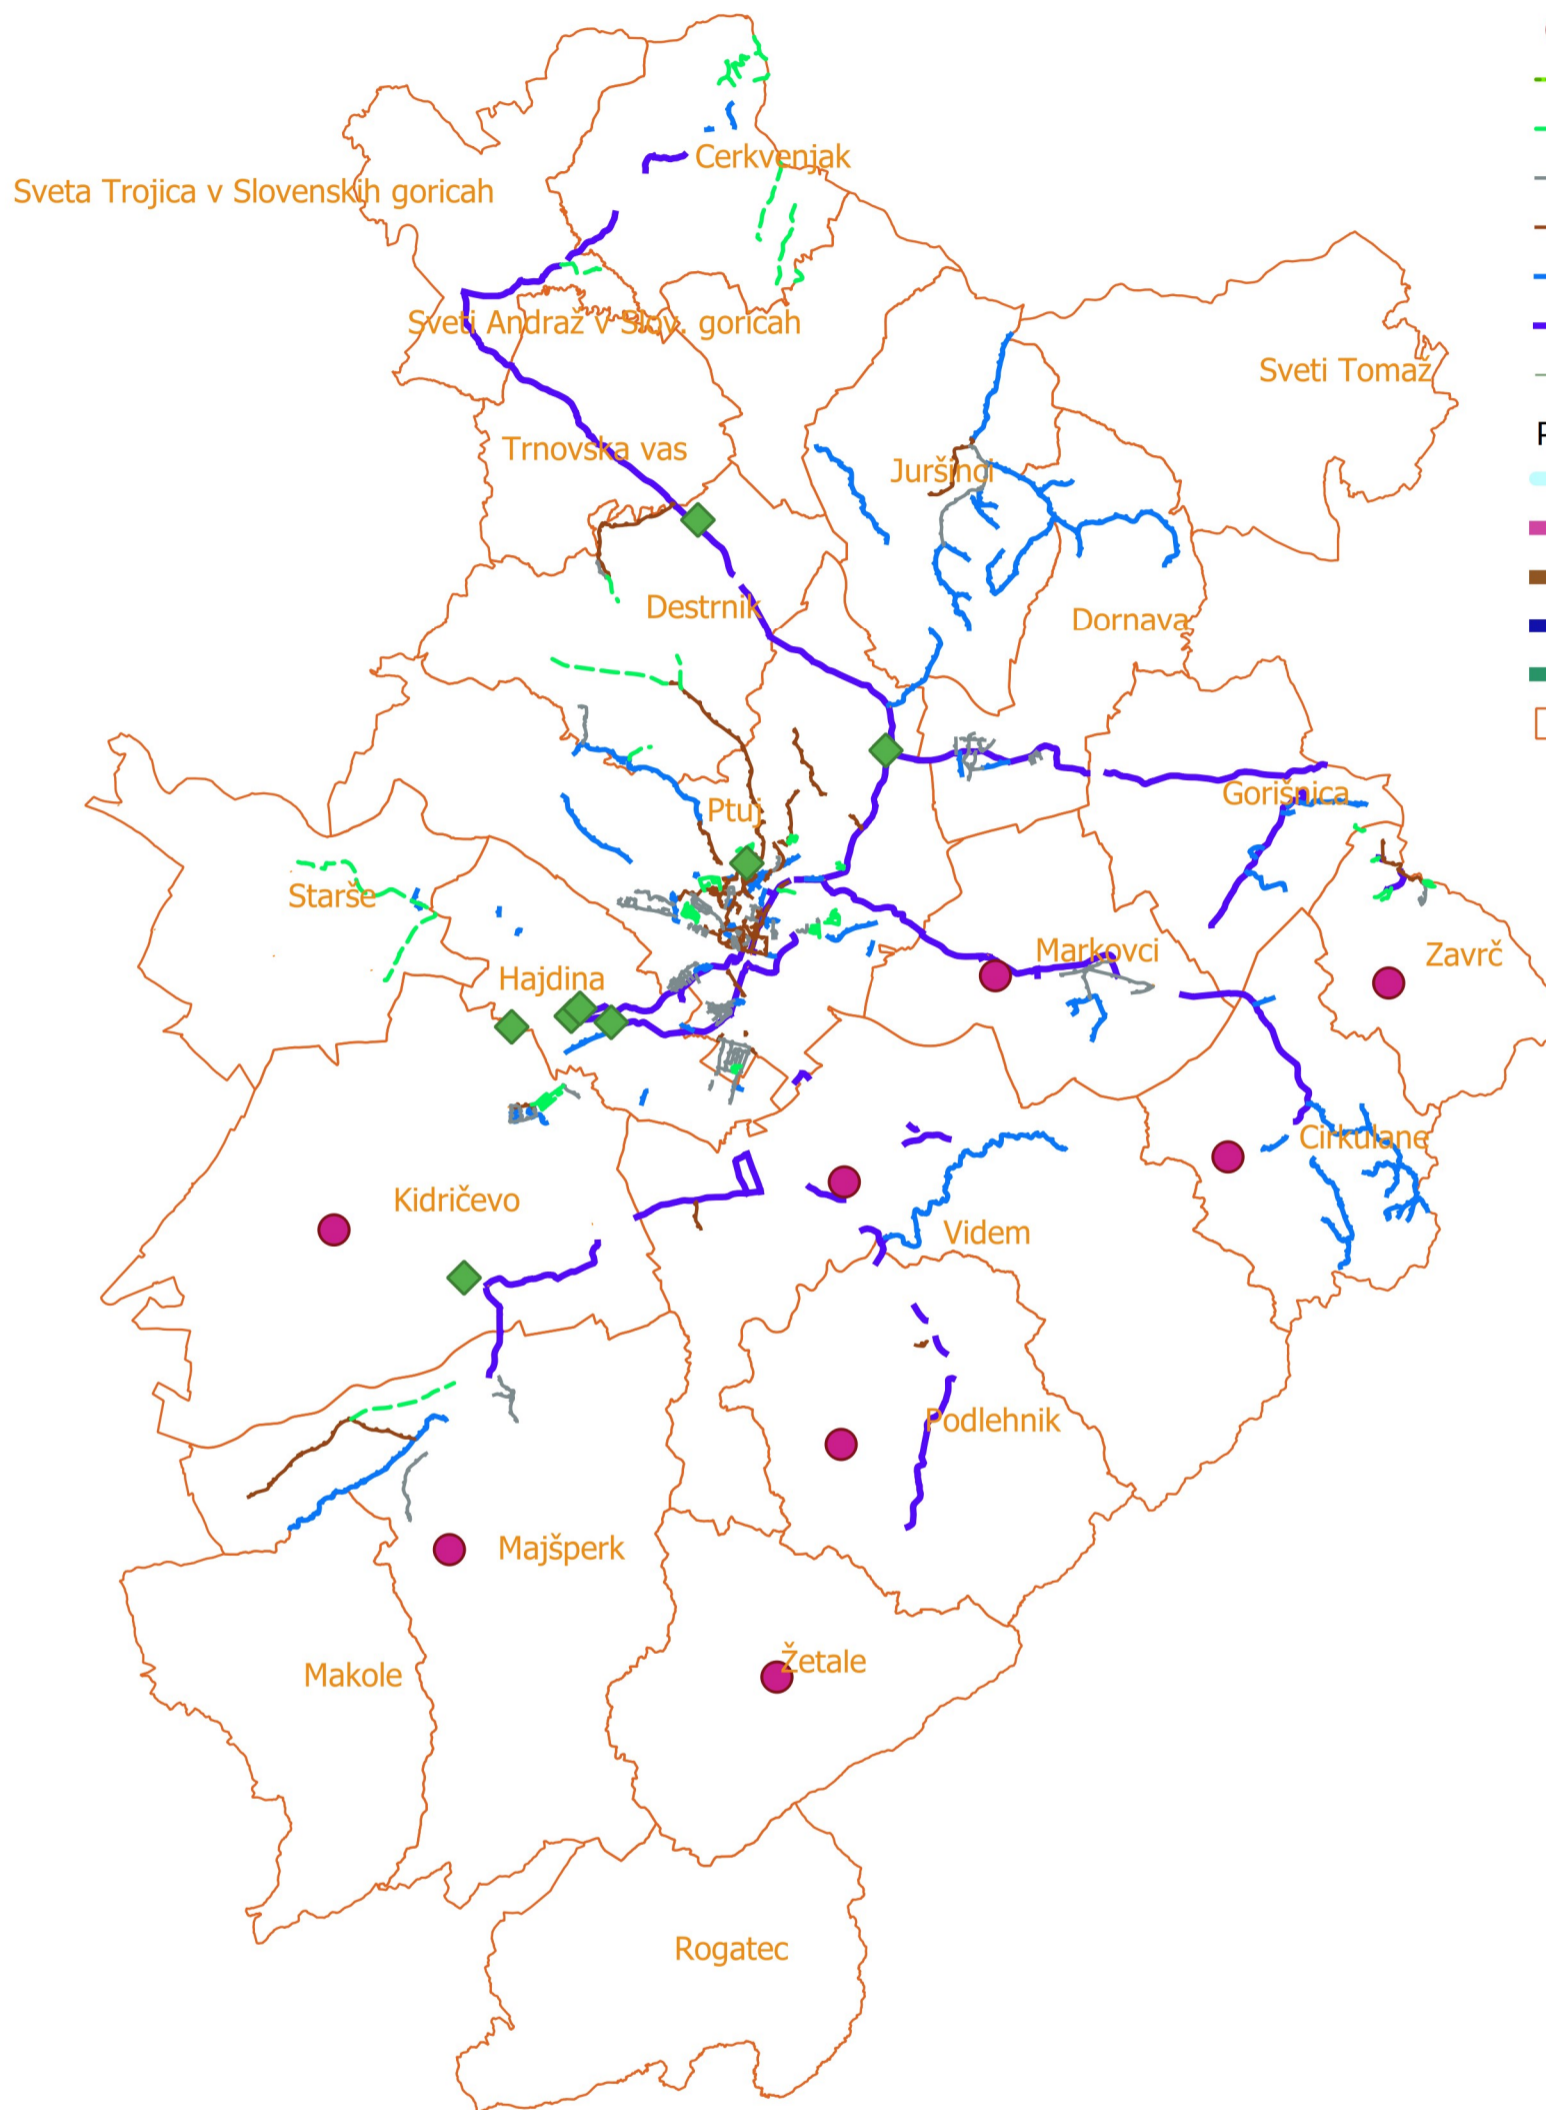 Cerkvenjak
Sveta Trojica v Slovenskih goricah
Sveti Andraž v Slov. goricah
Sveti Tomaž
Trnovska vas
Juršinci
Destrnik
Dornava
Gorišnica
Ptuj
Starše
Markovci
Zavrč
Hajdina
Cirkulane
Kidričevo
Videm
Podlehnik
Majšperk
Žetale
Makole
Rogatec